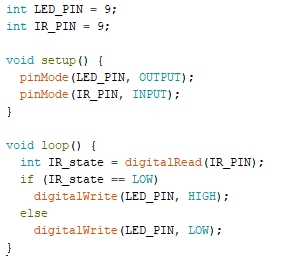 int LED_PIN = 9;
int IR_PIN = 9;
void setup() {
  pinMode(LED_PIN, OUTPUT);
  pinMode(IR_PIN, INPUT);
}
void loop() {
  int IR_state = digitalRead(IR_PIN);
  if (IR_state == LOW)
    digitalWrite(LED_PIN, HIGH);
  else
    digitalWrite(LED_PIN, LOW);
}